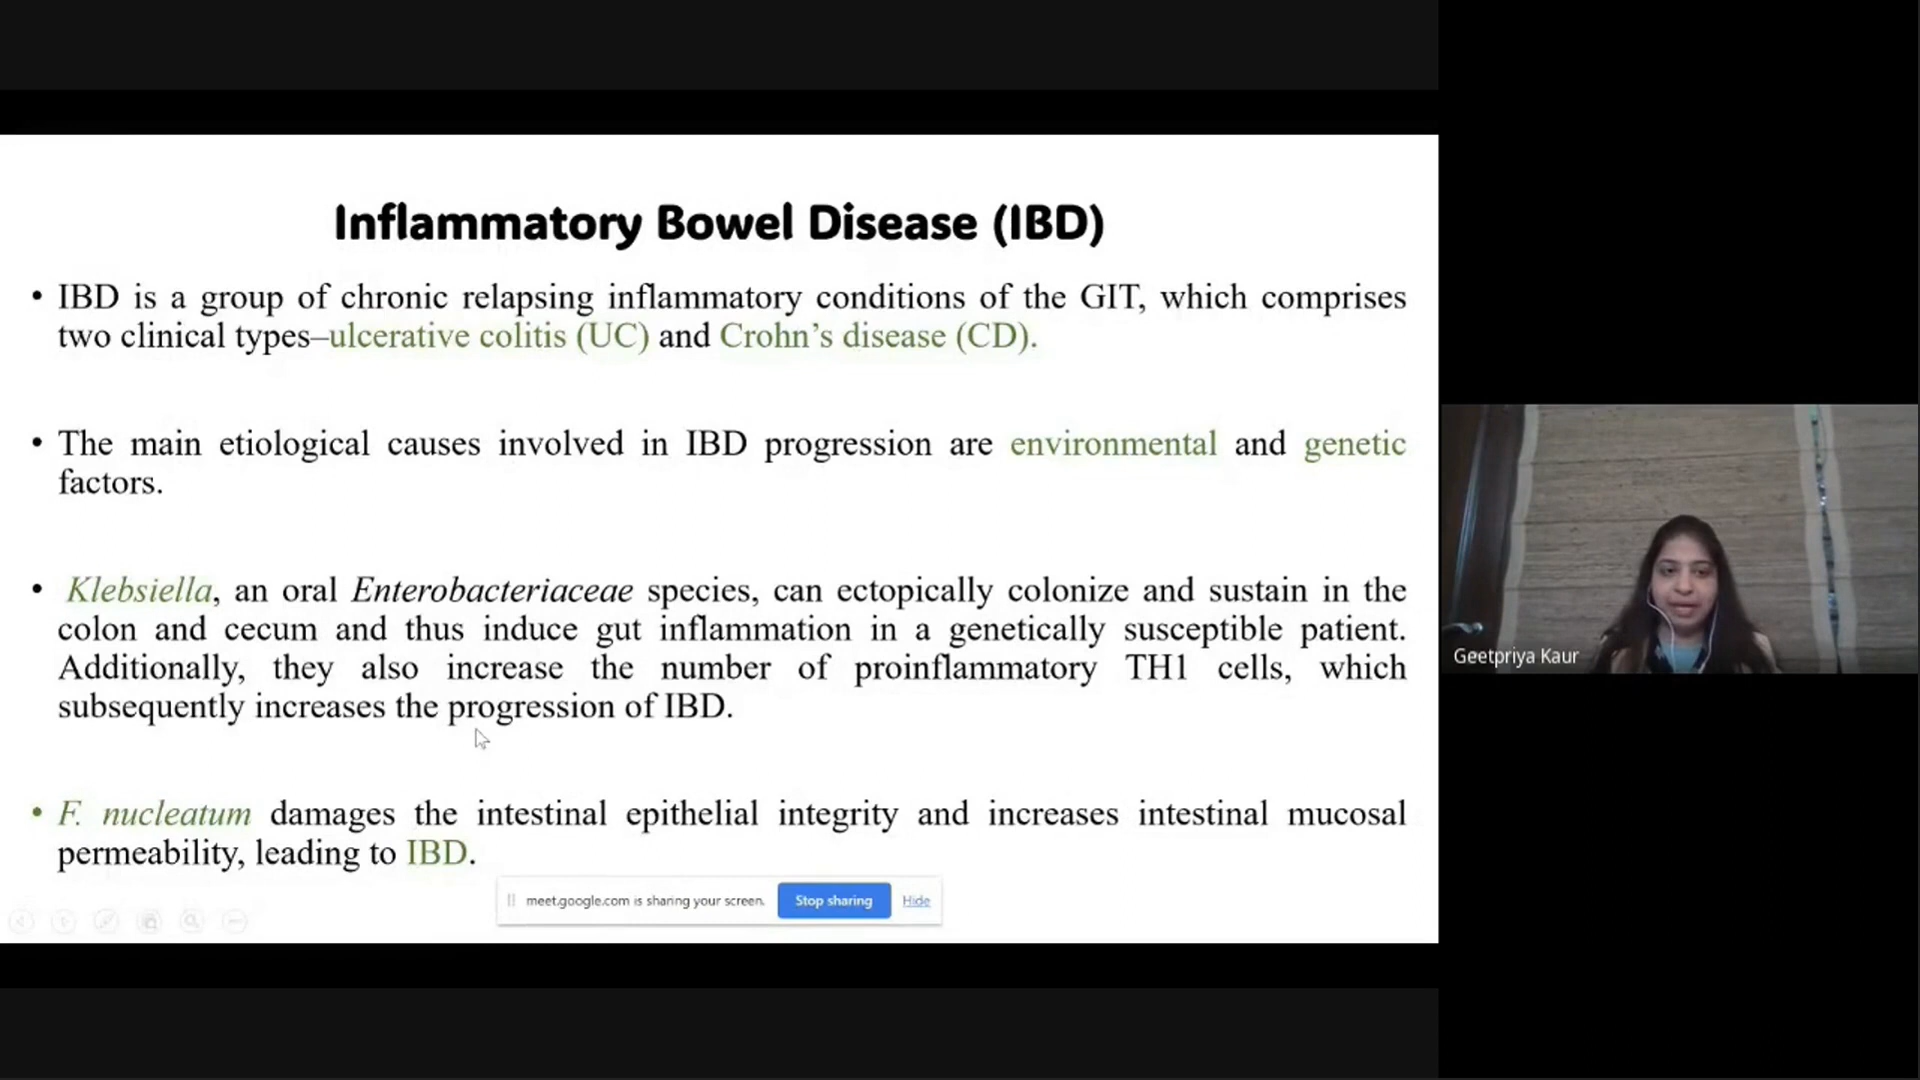 Inflammatory Bowel Disease (IBD)
• IBD is a group of chronic relapsing inflammatory conditions of the GIT, which comprises
two clinical types–ulcerative colitis (UC) and Crohn’s disease (CD).
• The main etiological causes involved in IBD progression are environmental and genetic
factors.
• Klebsiella, an oral Enterobacteriaceae species, can ectopically colonize and sustain in the
colon and cecum and thus induce gut inflammation in a genetically susceptible patient.
Additionally, they also increase the number of proinflammatory TH1 cells, which
subsequently increases the progression of IBD.
• F. nucleatum damages the intestinal epithelial integrity and increases intestinal mucosal
permeability, leading to IBD.
meet.google.com is sharing your screen. Stop sharing Hide
Geetpriya Kaur